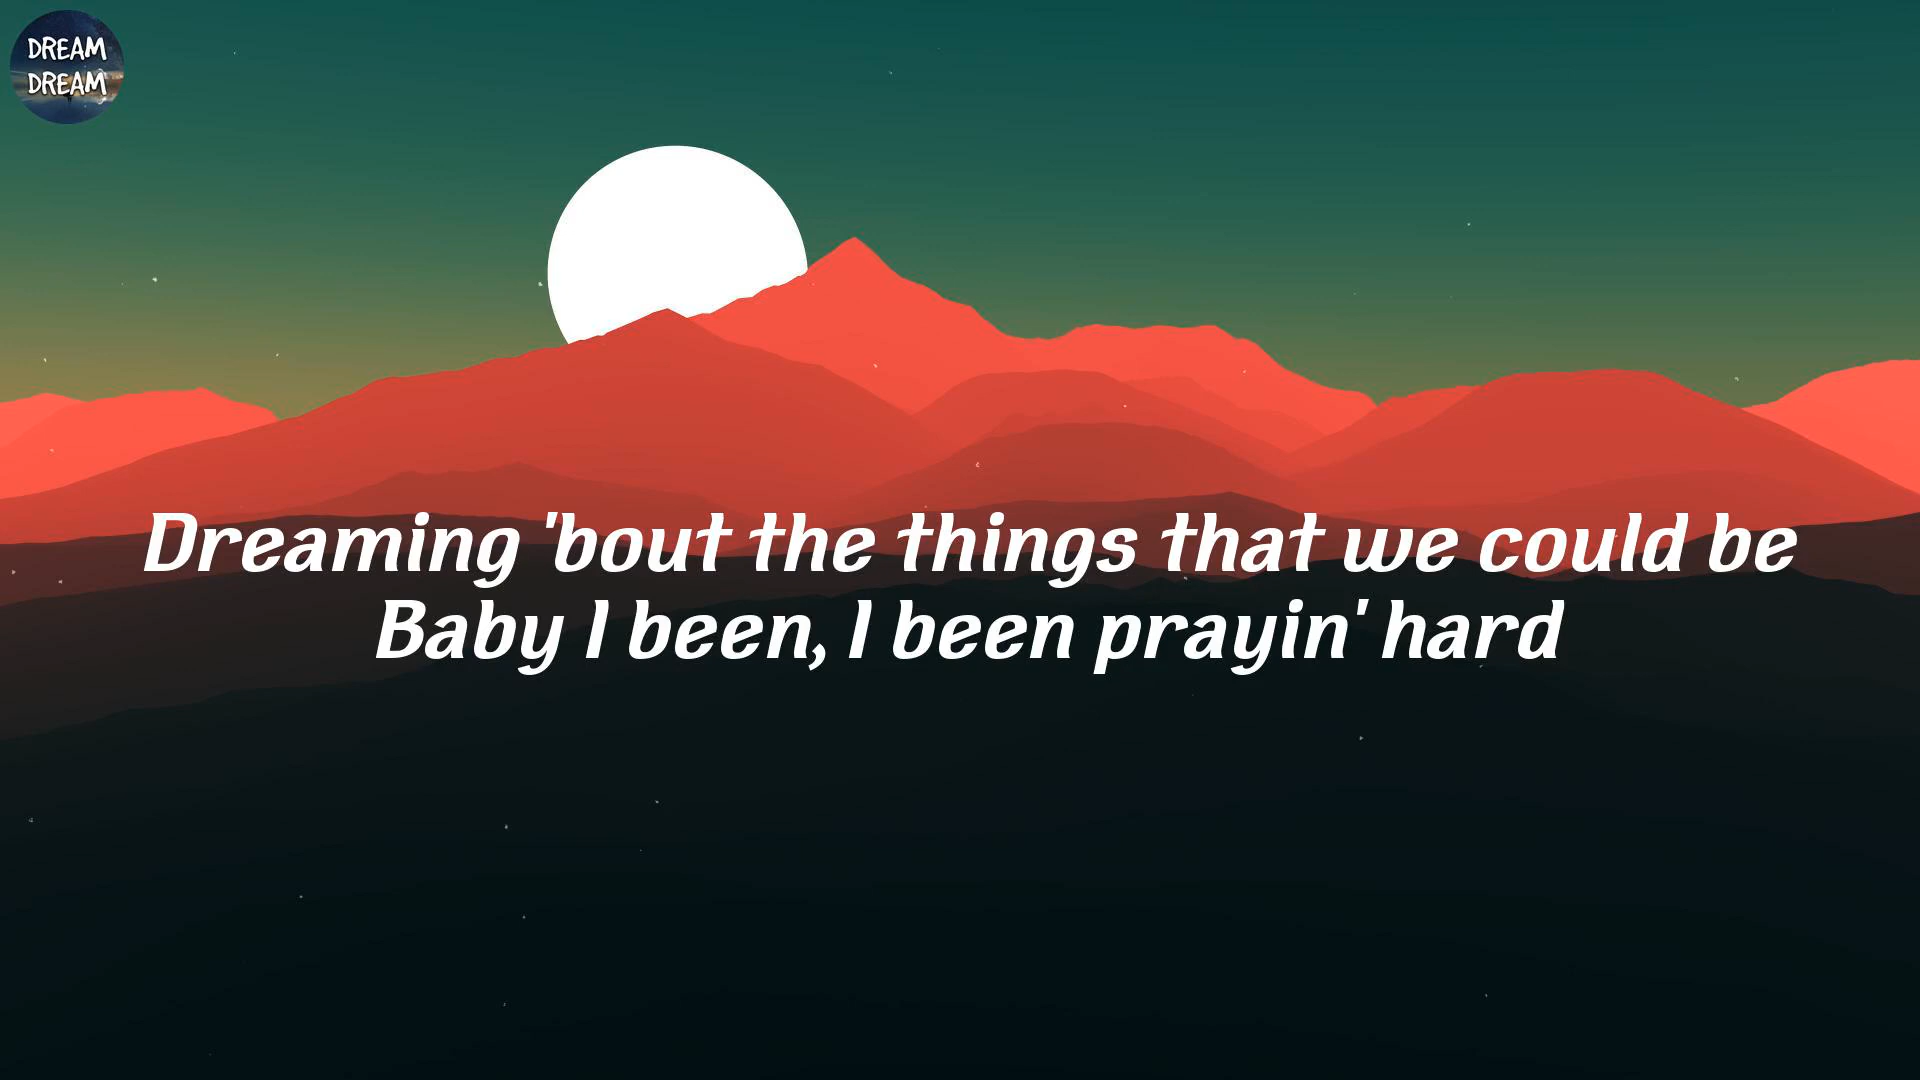 DREAM
DREAM
Dreaming 'bout the things that we could be
Baby I been, I been prayin' hard